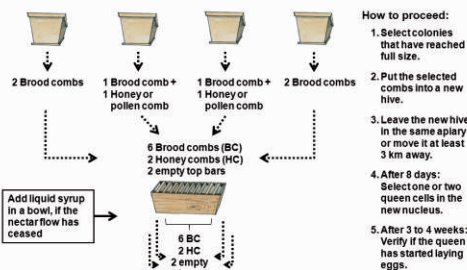 2 Brood combs
1 Brood comb +
1 Honey or
pollen comb
1 Brood comb +
1 Honey or
pollen comb
2 Brood combs
6 Brood combs (BC)
2 Honey combs (HC)
2 empty top bars
Add liquid syrup
in a bowl, if the
nectar flow has
ceased
6 BC
2 HC
2 empty
How to proceed:
1. Select colonies
that have reached
full size.
2. Put the selected
combs into a new
hive.
3. Leave the new hive
in the same apiary
or move it at least
3 km away.
4. After 8 days:
Select one or two
queen cells in the
new nucleus.
5. After 3 to 4 weeks:
Verify if the queen
has started laying
eggs.